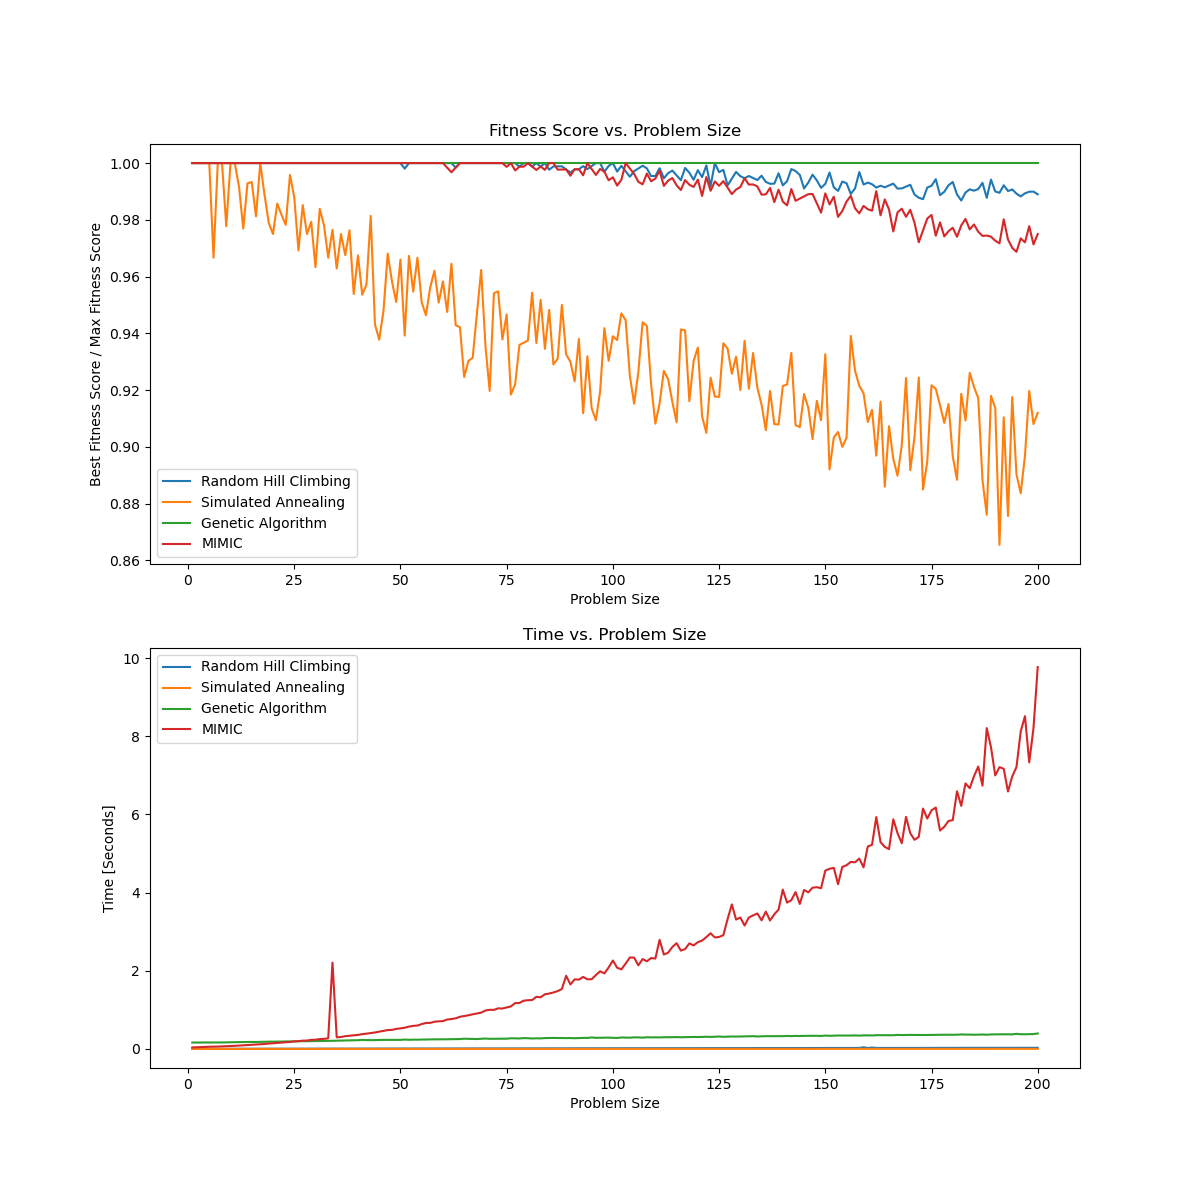 Fitness Score vs. Problem Size
Best Fitness Score / Max Fitness Score
1.00
0.98
0.96
0.94
0.92
0.90
0.88
0.86
Random Hill Climbing
Simulated Annealing
Genetic Algorithm
MIMIC
0 25 50 75 100 125 150 175 200
Problem Size
Time vs. Problem Size
Time [Seconds]
10
8
6
4
2
0
Random Hill Climbing
Simulated Annealing
Genetic Algorithm
MIMIC
0 25 50 75 100 125 150 175 200
Problem Size